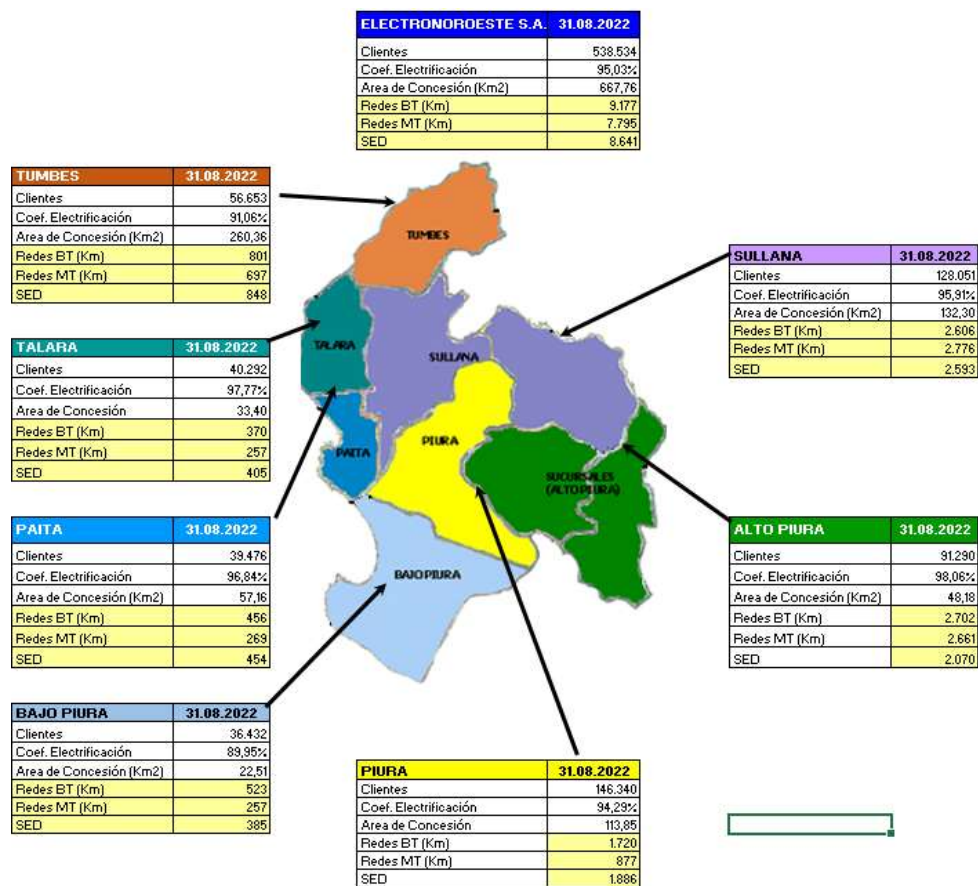 ELECTRONOROESTE S.A. 31.08.2022
Clientes 538.534
Coef. Electrificación 95,03%
Area de Concesión (Km2) 667,76
Redes BT (Km) 9.177
Redes MT (Km) 7.795
SED 8.641
TUMBES 31.08.2022
Clientes 56.653
Coef. Electrificación 91,06%
Area de Concesión (Km2) 260,36
Redes BT (Km) 801
Redes MT (Km) 697
SED 848
TUMBES
SULLANA 31.08.2022
Clientes 128.051
Coef. Electrificación 95,91%
Area de Concesión (Km2) 132,30
Redes BT (Km) 2.606
Redes MT (Km) 2.776
SED 2.593
TALARA 31.08.2022
Clientes 40.292
Coef. Electrificación 97,77%
Area de Concesión 33,40
Redes BT (Km) 370
Redes MT (Km) 257
SED 405
TALARA
SULLANA
PIURA
PAITA
SUCURSALES
(ALTO PIURA)
PAITA 31.08.2022
Clientes 39.476
Coef. Electrificación 96,84%
Area de Concesión (Km2) 57,16
Redes BT (Km) 456
Redes MT (Km) 269
SED 454
BAJO PIURA
ALTO PIURA 31.08.2022
Clientes 91.290
Coef. Electrificación 98,06%
Area de Concesión (Km2) 48,18
Redes BT (Km) 2.702
Redes MT (Km) 2.661
SED 2.070
BAJO PIURA 31.08.2022
Clientes 36.432
Coef. Electrificación 89,95%
Area de Concesión (Km2) 22,51
Redes BT (Km) 523
Redes MT (Km) 257
SED 385
PIURA 31.08.2022
Clientes 146.340
Coef. Electrificación 94,29%
Area de Concesión 113,85
Redes BT (Km) 1.720
Redes MT (Km) 877
SED 1.886